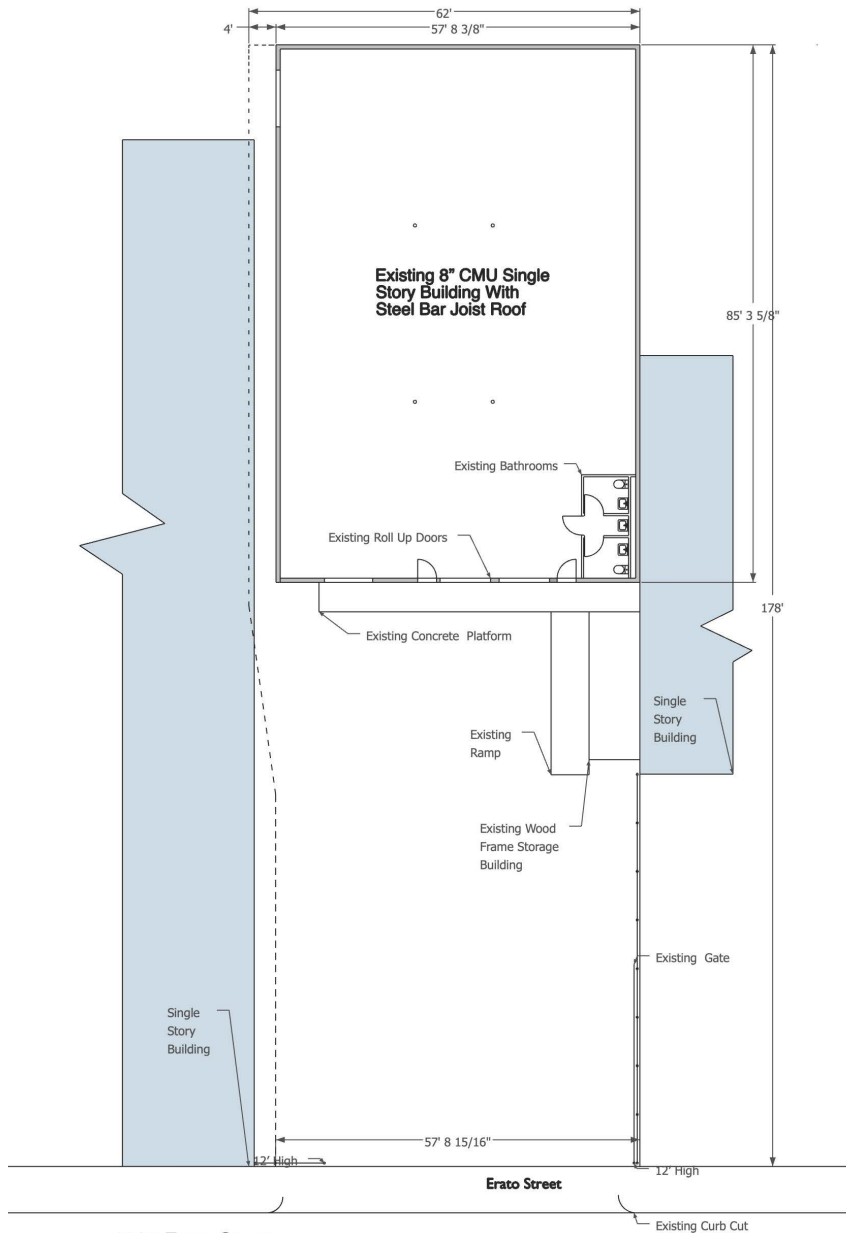 62'
4'
57' 8 3/8"
Existing 8” CMU Single
Story Building With
Steel Bar Joist Roof
85' 3 5/8"
Existing Bathrooms
Existing Roll Up Doors
178'
Existing Concrete Platform
Single
Story
Building
Existing
Ramp
Existing Wood
Frame Storage
Building
Existing Gate
Single
Story
Building
57' 8 15/16"
12' High
12' High
Erato Street
Existing Curb Cut